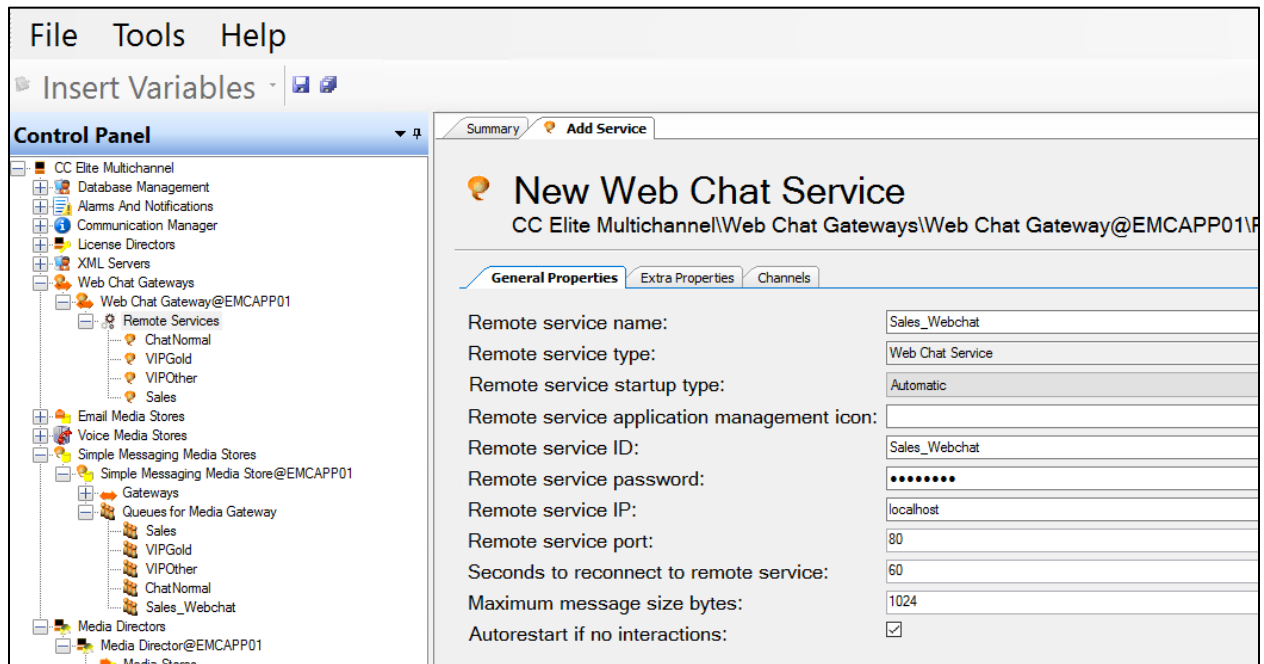 File Tools Help
Insert Variables
Control Panel
CC Elite Multichannel
Database Management
Alarms And Notifications
Communication Manager
License Directors
XML Servers
Web Chat Gateways
Web Chat Gateway@EMCAPP01
Remote Services
ChatNormal
VIPGold
VIPOther
Sales
Email Media Stores
Voice Media Stores
Simple Messaging Media Stores
Simple Messaging Media Store@EMCAPP01
Gateways
Queues for Media Gateway
Sales
VIPGold
VIPOther
ChatNormal
Sales_Webchat
Media Directors
Media Director@EMCAPP01
Media Stores
Summary Add Service
New Web Chat Service
CC Elite Multichannel\Web Chat Gateways\Web Chat Gateway@EMCAPP01\
General Properties Extra Properties Channels
Remote service name: Sales_Webchat
Remote service type: Web Chat Service
Remote service startup type: Automatic
Remote service application management icon:
Remote service ID: Sales_Webchat
Remote service password: ••••••••
Remote service IP: localhost
Remote service port: 80
Seconds to reconnect to remote service: 60
Maximum message size bytes: 1024
Autorestart if no interactions: